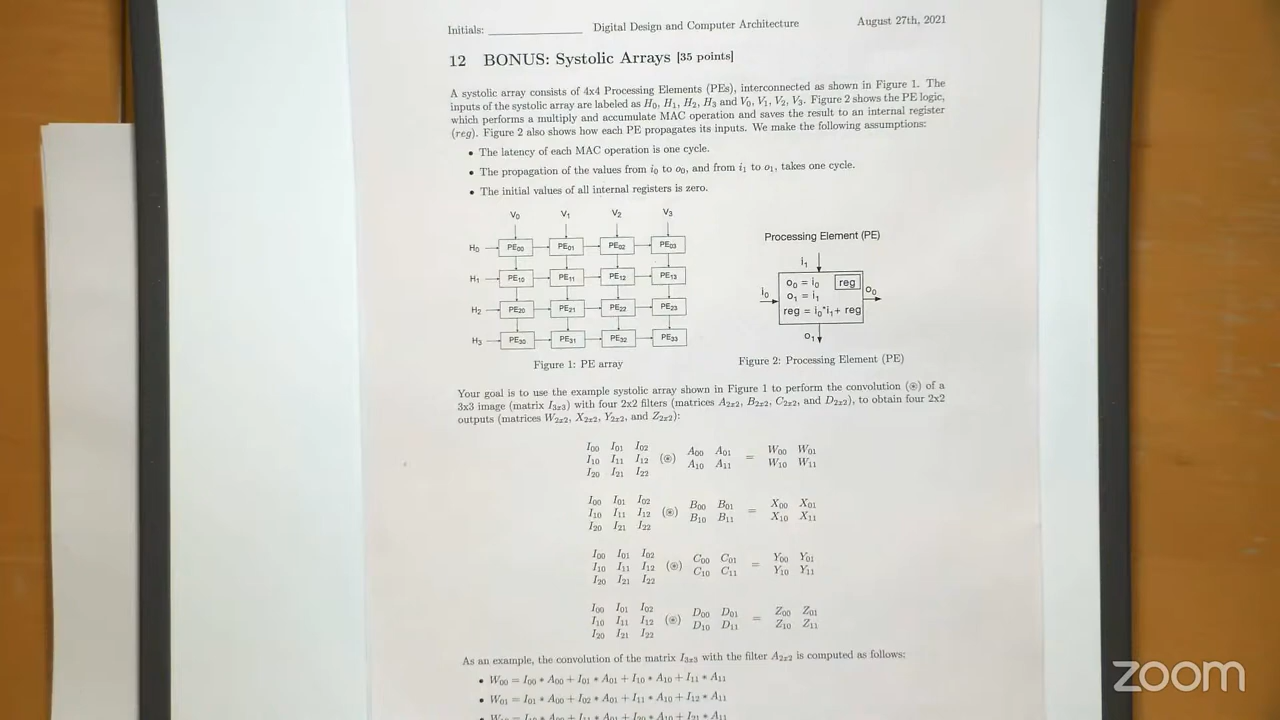 Initials: Digital Design and Computer Architecture August 27th, 2021
12 BONUS: Systolic Arrays [35 points]
A systolic array consists of 4x4 Processing Elements (PEs), interconnected as shown in Figure 1. The
inputs of the systolic array are labeled as H₀, H₁, H₂, H₃ and V₀, V₁, V₂, V₃. Figure 2 shows the PE logic,
which performs a multiply and accumulate MAC operation and saves the result to an internal register
(reg). Figure 2 also shows how each PE propagates its inputs. We make the following assumptions:
• The latency of each MAC operation is one cycle.
• The propagation of the values from i₀ to o₀, and from i₁ to o₁, takes one cycle.
• The initial values of all internal registers is zero.
V₀ V₁ V₂ V₃
H₀ PE₀₀ PE₀₁ PE₀₂ PE₀₃
H₁ PE₁₀ PE₁₁ PE₁₂ PE₁₃
H₂ PE₂₀ PE₂₁ PE₂₂ PE₂₃
H₃ PE₃₀ PE₃₁ PE₃₂ PE₃₃
Figure 1: PE array
Processing Element (PE)
i₁
i₀ o₀ = i₀ reg o₀
o₁ = i₁
reg = i₀*i₁+ reg
o₁
Figure 2: Processing Element (PE)
Your goal is to use the example systolic array shown in Figure 1 to perform the convolution (⊛) of a
3x3 image (matrix I₃ₓ₃) with four 2x2 filters (matrices A₂ₓ₂, B₂ₓ₂, C₂ₓ₂, and D₂ₓ₂), to obtain four 2x2
outputs (matrices W₂ₓ₂, X₂ₓ₂, Y₂ₓ₂, and Z₂ₓ₂):
I₀₀ I₀₁ I₀₂
I₁₀ I₁₁ I₁₂
I₂₀ I₂₁ I₂₂
(⊛)
A₀₀ A₀₁
A₁₀ A₁₁
=
W₀₀ W₀₁
W₁₀ W₁₁
I₀₀ I₀₁ I₀₂
I₁₀ I₁₁ I₁₂
I₂₀ I₂₁ I₂₂
(⊛)
B₀₀ B₀₁
B₁₀ B₁₁
=
X₀₀ X₀₁
X₁₀ X₁₁
I₀₀ I₀₁ I₀₂
I₁₀ I₁₁ I₁₂
I₂₀ I₂₁ I₂₂
(⊛)
C₀₀ C₀₁
C₁₀ C₁₁
=
Y₀₀ Y₀₁
Y₁₀ Y₁₁
I₀₀ I₀₁ I₀₂
I₁₀ I₁₁ I₁₂
I₂₀ I₂₁ I₂₂
(⊛)
D₀₀ D₀₁
D₁₀ D₁₁
=
Z₀₀ Z₀₁
Z₁₀ Z₁₁
As an example, the convolution of the matrix I₃ₓ₃ with the filter A₂ₓ₂ is computed as follows:
• W₀₀ = I₀₀ * A₀₀ + I₀₁ * A₀₁ + I₁₀ * A₁₀ + I₁₁ * A₁₁
• W₀₁ = I₀₁ * A₀₀ + I₀₂ * A₀₁ + I₁₁ * A₁₀ + I₁₂ * A₁₁
• W₁₀ = I₁₀ * A₀₀ + I₁₁ * A₀₁ + I₂₀ * A₁₀ + I₂₁ * A₁₁
zoom